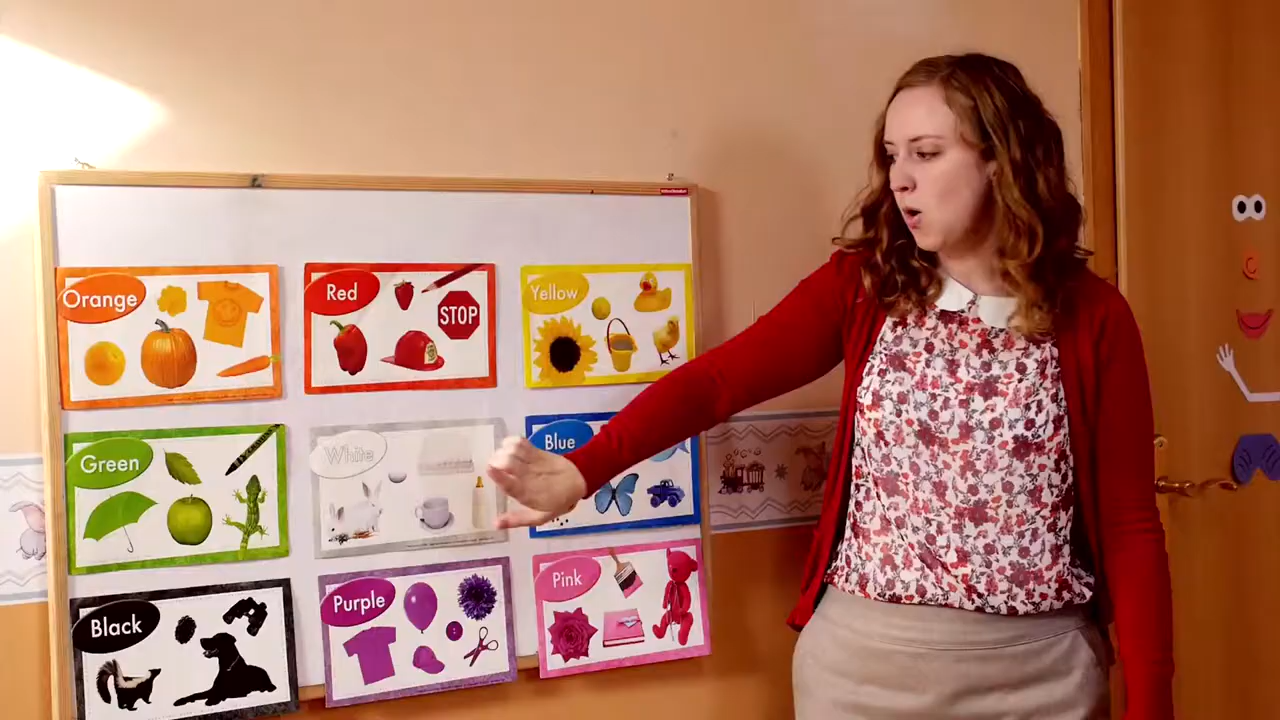 Orange
Red
STOP
Yellow
Green
White
Blue
Black
Purple
Pink